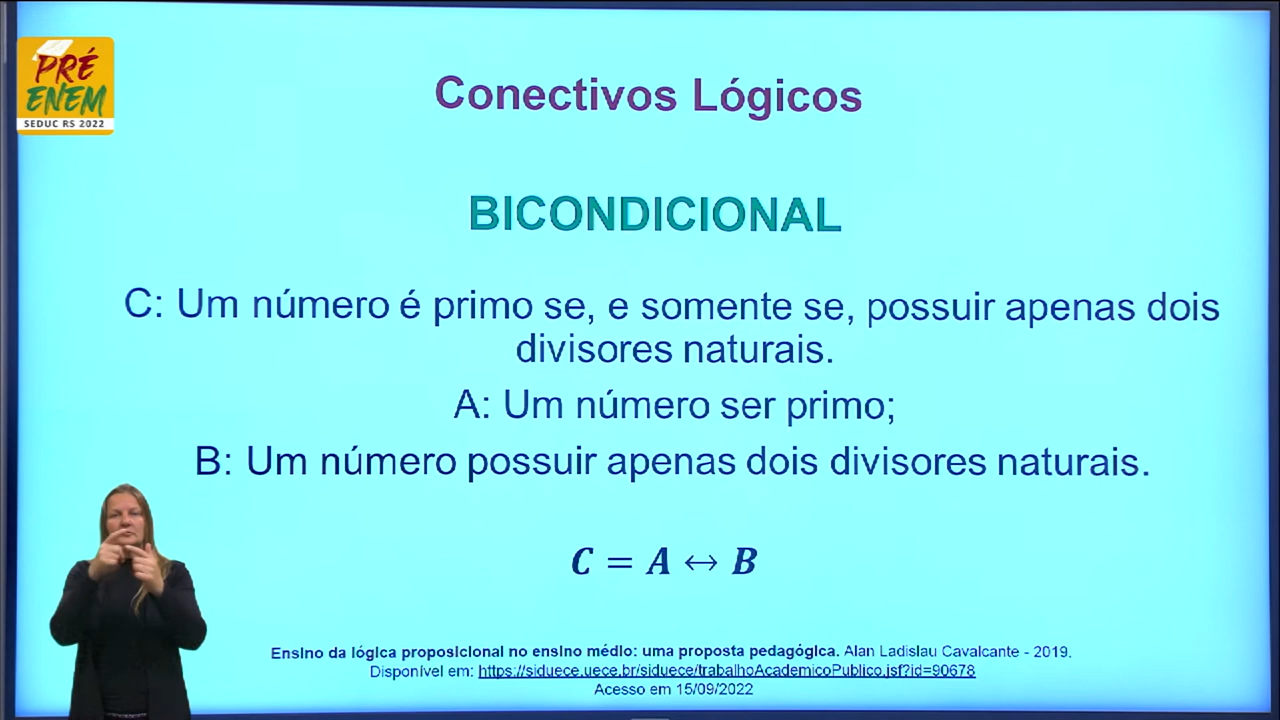 PRÉ
ENEM
SEDUC RS 2022
Conectivos Lógicos
BICONDICIONAL
C: Um número é primo se, e somente se, possuir apenas dois
divisores naturais.
A: Um número ser primo;
B: Um número possuir apenas dois divisores naturais.
C = A ↔ B
Ensino da lógica proposicional no ensino médio: uma proposta pedagógica. Alan Ladislau Cavalcante - 2019.
Disponível em: https://siduece.uece.br/siduece/trabalhoAcademicoPublico.jsf?id=90678
Acesso em 15/09/2022